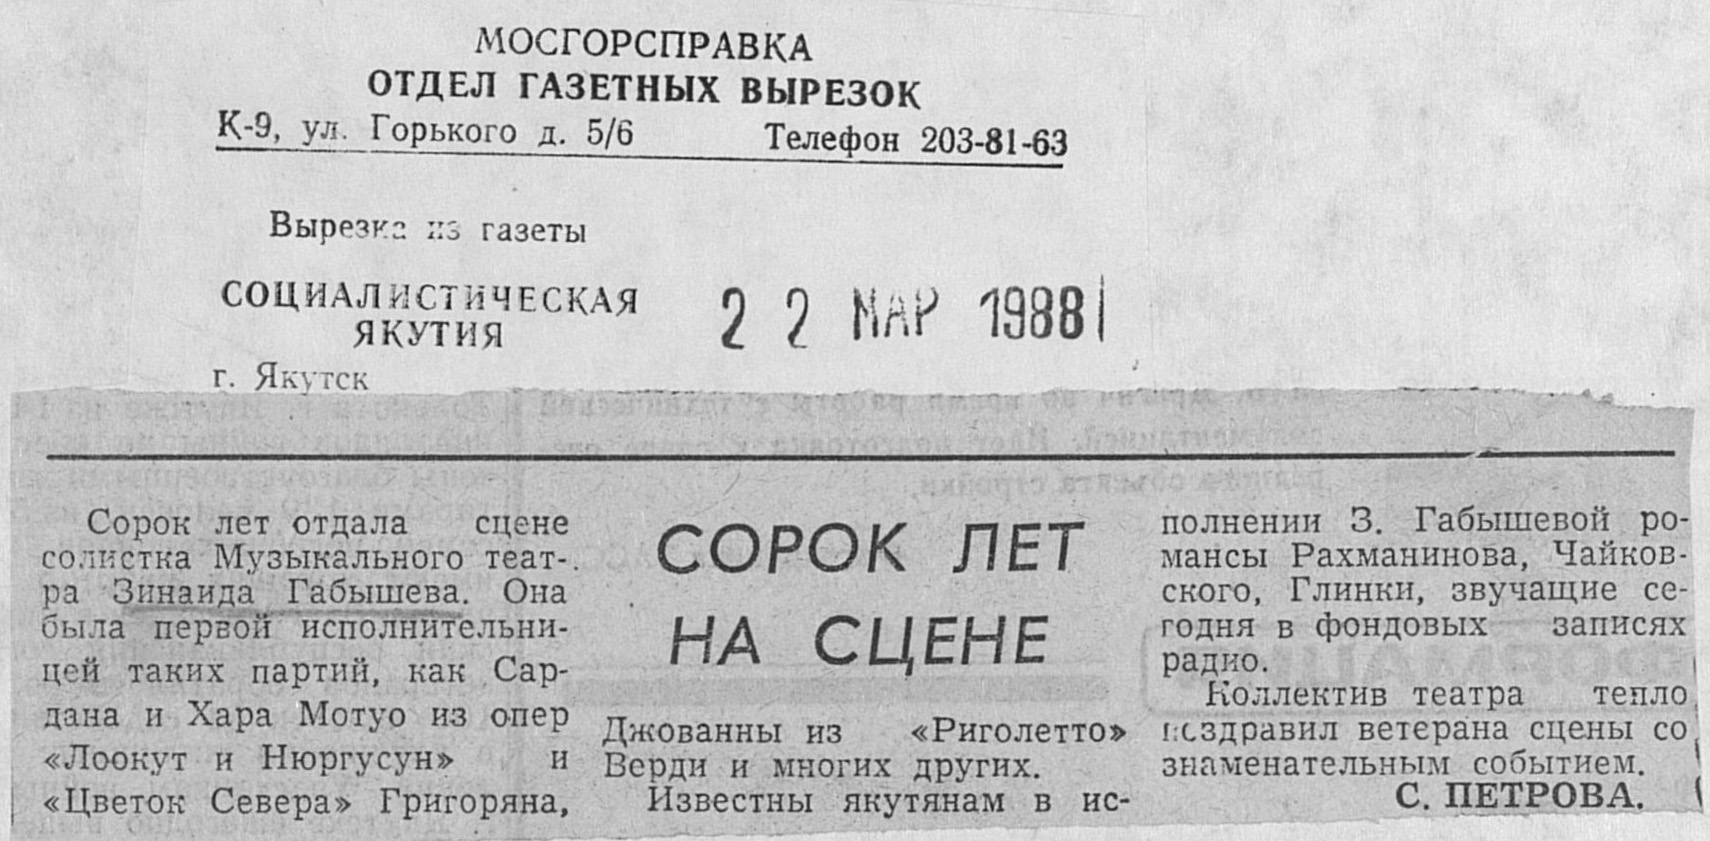 МОСГОРСПРАВКА
ОТДЕЛ ГАЗЕТНЫХ ВЫРЕЗОК
К-9, ул. Горького д. 5/6 Телефон 203-81-63
Вырезка из газеты
СОЦИАЛИСТИЧЕСКАЯ
ЯКУТИЯ
г. Якутск
22 МАР 1988
Сорок лет отдала сцене
солистка Музыкального теат-
ра Зинаида Габышева. Она
была первой исполнительни-
цей таких партий, как Сар-
дана и Хара Мотуо из опер
«Лоокут и Нюргусун» и
«Цветок Севера» Григоряна,
СОРОК ЛЕТ
НА СЦЕНЕ
Джованны из «Риголетто»
Верди и многих других.
Известны якутянам в ис-
полнении З. Габышевой ро-
мансы Рахманинова, Чайков-
ского, Глинки, звучащие се-
годня в фондовых записях
радио.
Коллектив театра тепло
поздравил ветерана сцены со
знаменательным событием.
С. ПЕТРОВА.